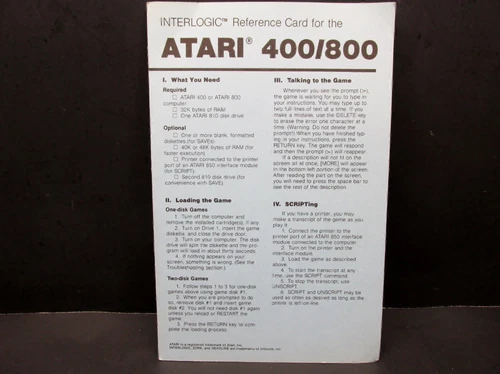 INTERLOGIC™ Reference Card for the
ATARI® 400/800
I. What You Need
Required
☐ ATARI 400 or ATARI 800
computer
☐ 32K bytes of RAM
☐ One ATARI 810 disk drive
Optional
☐ One or more blank, formatted
diskettes (for SAVEs)
☐ 40K or 48K bytes of RAM (for
faster execution)
☐ Printer connected to the printer
port of an ATARI 850 interface module
(for SCRIPT)
☐ Second 810 disk drive (for
convenience with SAVE)
II. Loading the Game
One-disk Games
1. Turn off the computer and
remove the installed cartridge(s), if any.
2. Turn on Drive 1, insert the game
diskette, and close the drive door.
3. Turn on your computer. The disk
drive will spin the diskette and the pro-
gram will load in about thirty seconds.
4. If nothing appears on your
screen, something is wrong. (See the
Troubleshooting section.)
Two-disk Games
1. Follow steps 1 to 3 for one-disk
games above using game disk #1.
2. When you are prompted to do
so, remove disk #1 and insert game
disk #2. You will not need disk #1 again
unless you reload or RESTART the
game.
3. Press the RETURN key to com-
plete the loading process.
III. Talking to the Game
Whenever you see the prompt (>),
the game is waiting for you to type in
your instructions. You may type up to
two full lines of text at a time. If you
make a mistake, use the DELETE key
to erase the error one character at a
time. (Warning: Do not delete the
prompt!) When you have finished typ-
ing in your instructions, press the
RETURN key. The game will respond
and then the prompt (>) will reappear.
If a description will not fit on the
screen all at once, [MORE] will appear
in the bottom left portion of the screen.
After reading the part on the screen,
you will need to press the space bar to
see the rest of the description.
IV. SCRIPTing
If you have a printer, you may
make a transcript of the game as you
play it.
1. Connect the printer to the
printer port of an ATARI 850 interface
module connected to the computer.
2. Turn on the printer and the
interface module.
3. Load the game as described
above.
4. To start the transcript at any
time, use the SCRIPT command.
5. To stop the transcript, use
UNSCRIPT.
6. SCRIPT and UNSCRIPT may be
used as often as desired as long as the
printer is left on-line.
ATARI is a registered trademark of Atari, Inc.
INTERLOGIC, ZORK, and DEADLINE are trademarks of Infocom, Inc.